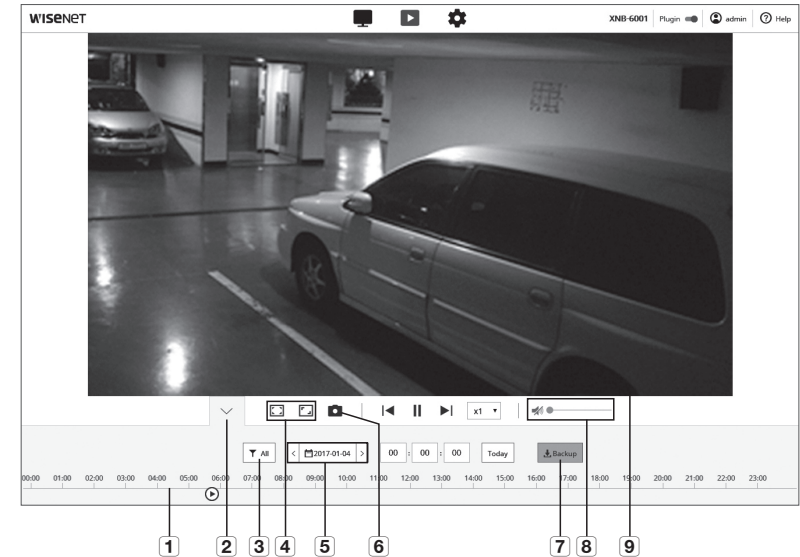 WISENET XNB-6001 Plugin admin Help
x1
All 2017-01-04 00 : 00 : 00 Today Backup
00:00 01:00 02:00 03:00 04:00 05:00 06:00 07:00 08:00 09:00 10:00 11:00 12:00 13:00 14:00 15:00 16:00 17:00 18:00 19:00 20:00 21:00 22:00 23:00
1 2 3 4 5 6 7 8 9